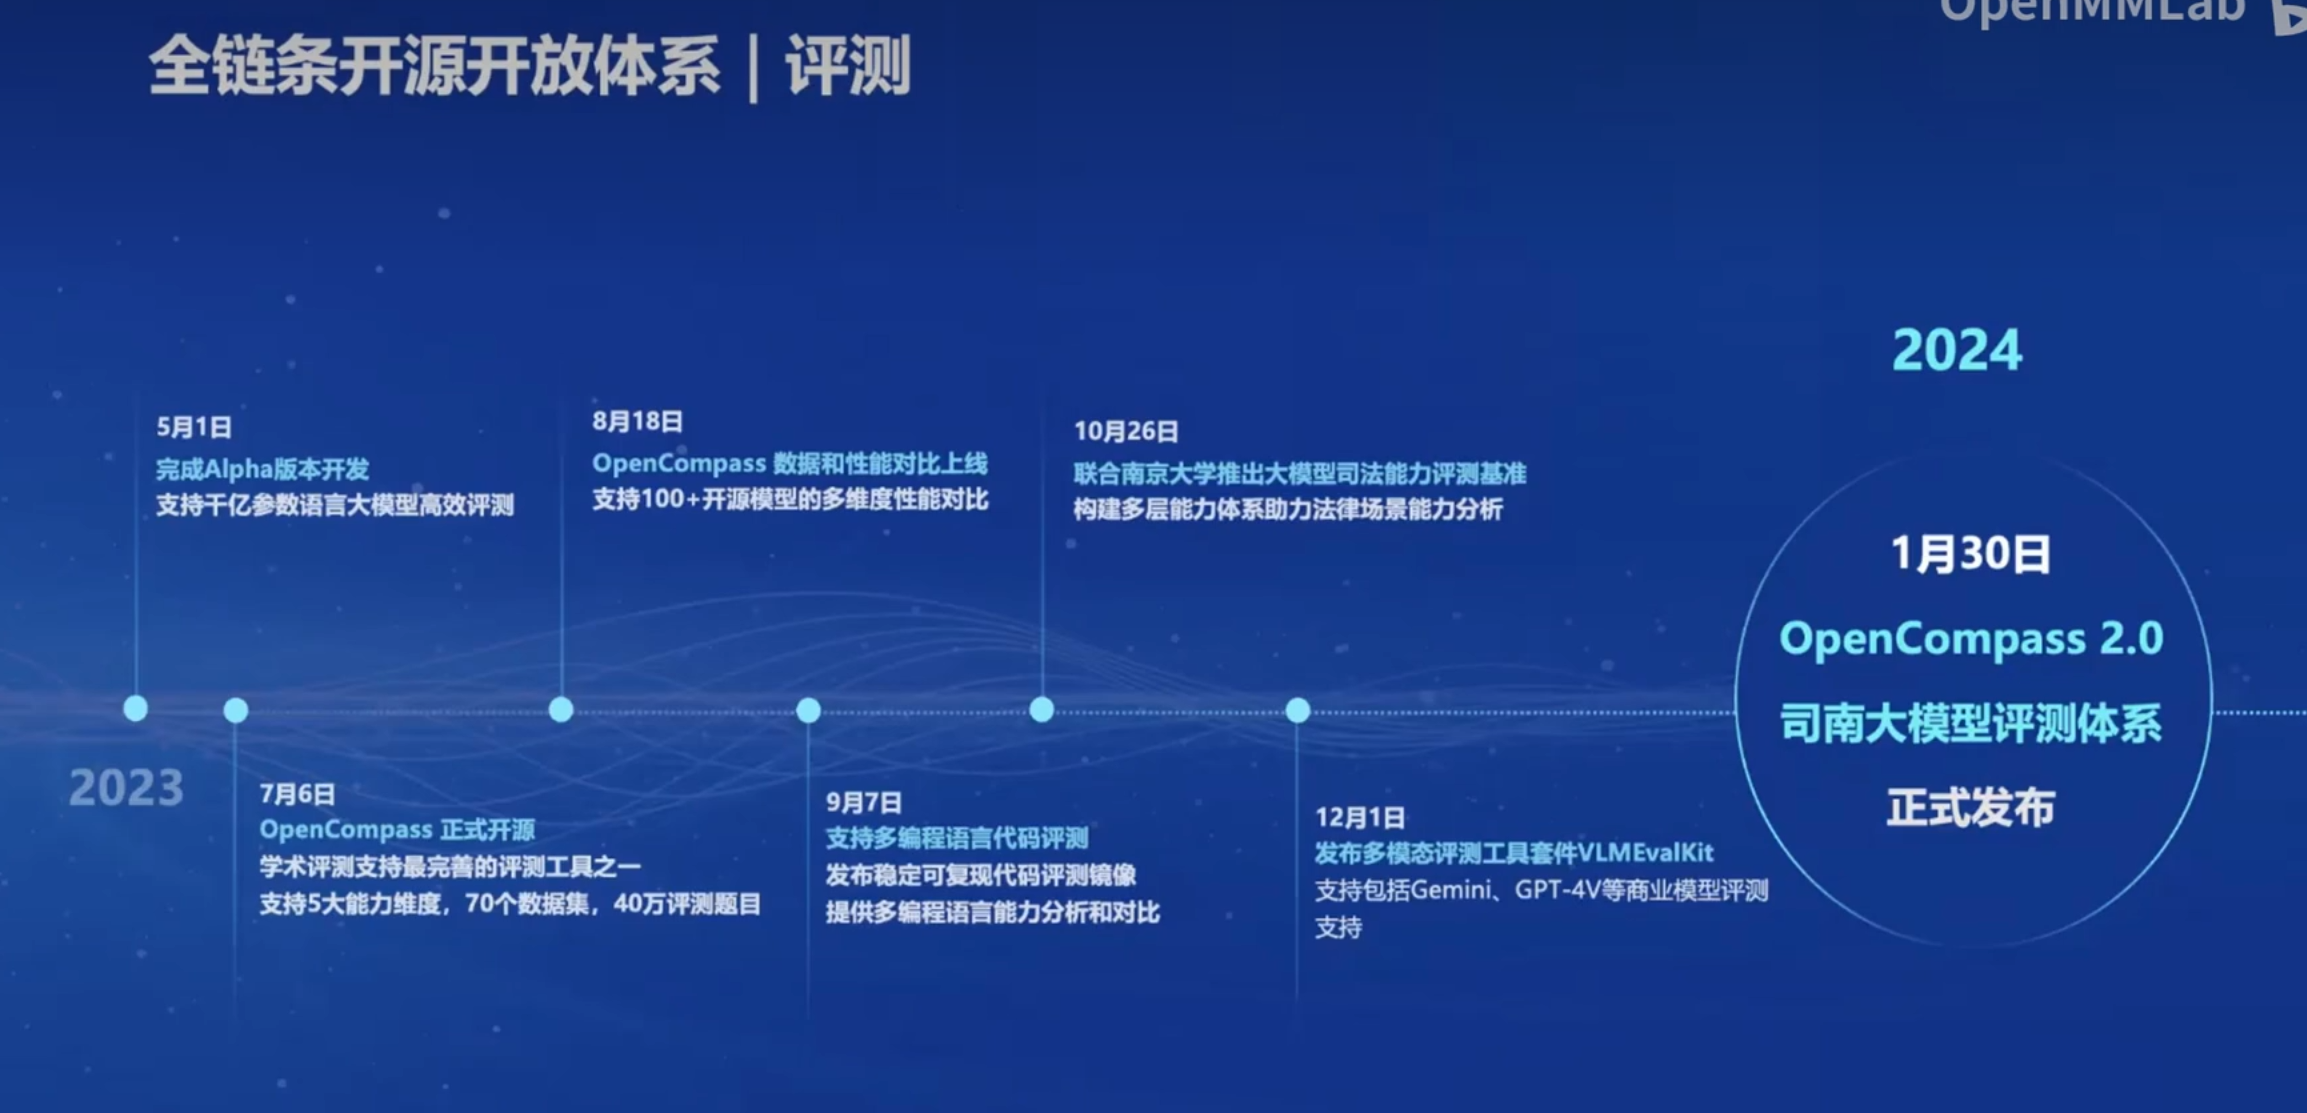 OpenMMLab
全链条开源开放体系｜评测
2024
5月1日
完成Alpha版本开发
支持千亿参数语言大模型高效评测
8月18日
OpenCompass 数据和性能对比上线
支持100+开源模型的多维度性能对比
10月26日
联合南京大学推出大模型司法能力评测基准
构建多层能力体系助力法律场景能力分析
1月30日
OpenCompass 2.0
司南大模型评测体系
正式发布
2023
7月6日
OpenCompass 正式开源
学术评测支持最完善的评测工具之一
支持5大能力维度，70个数据集，40万评测题目
9月7日
支持多编程语言代码评测
发布稳定可复现代码评测镜像
提供多编程语言能力分析和对比
12月1日
发布多模态评测工具套件VLMEvalKit
支持包括Gemini、GPT-4V等商业模型评测
支持